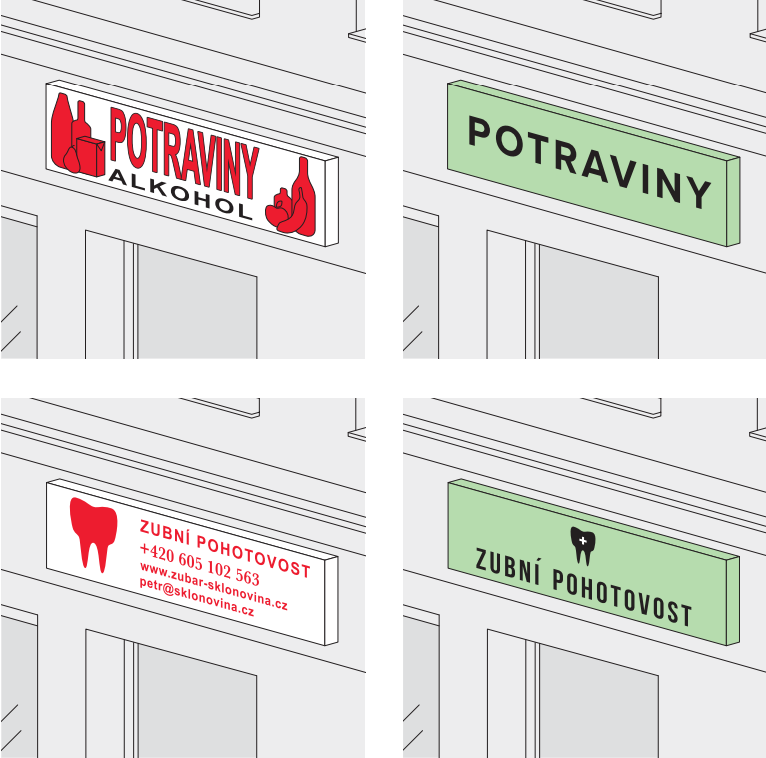 POTRAVINY
ALKOHOL
POTRAVINY
ZUBNÍ POHOTOVOST
+420 605 102 563
www.zubar-sklonovina.cz
petr@sklonovina.cz
ZUBNÍ POHOTOVOST